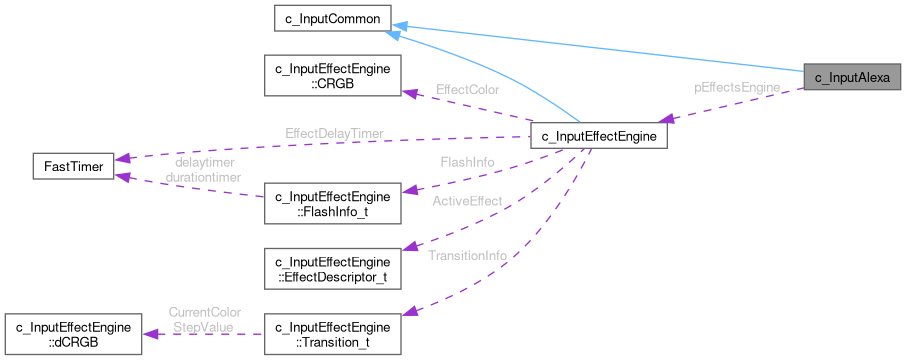 c_InputCommon
c_InputEffectEngine
::CRGB
c_InputAlexa
pEffectsEngine
EffectColor
c_InputEffectEngine
EffectDelayTimer
FastTimer
delaytimer
durationtimer
FlashInfo
c_InputEffectEngine
::FlashInfo_t
ActiveEffect
c_InputEffectEngine
::EffectDescriptor_t
TransitionInfo
c_InputEffectEngine
::dCRGB
CurrentColor
StepValue
c_InputEffectEngine
::Transition_t